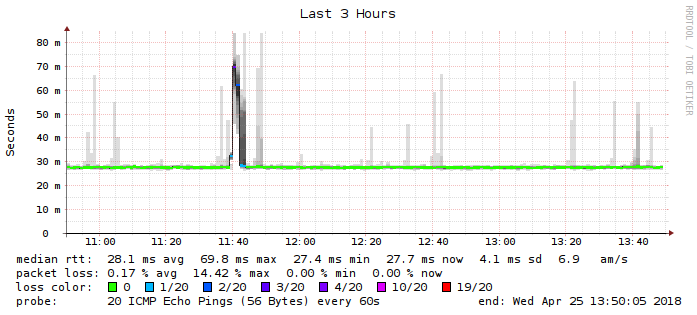 Last 3 Hours
RRDTOOL / TOBI OETIKER
Seconds
80 m
70 m
60 m
50 m
40 m
30 m
20 m
10 m
0
11:00 11:20 11:40 12:00 12:20 12:40 13:00 13:20 13:40
median rtt: 28.1 ms avg 69.8 ms max 27.4 ms min 27.7 ms now 4.1 ms sd 6.9 am/s
packet loss: 0.17 % avg 14.42 % max 0.00 % min 0.00 % now
loss color: 0 1/20 2/20 3/20 4/20 10/20 19/20
probe: 20 ICMP Echo Pings (56 Bytes) every 60s end: Wed Apr 25 13:50:05 2018